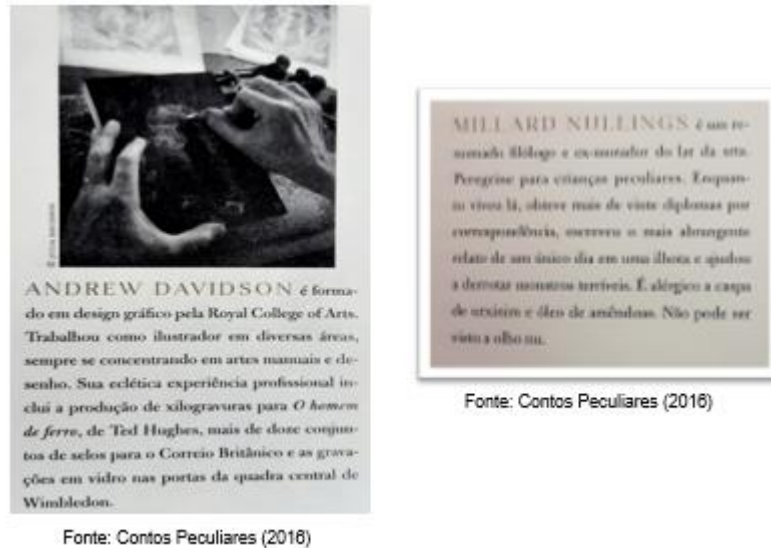 ANDREW DAVIDSON é forma-
do em design gráfico pela Royal College of Arts.
Trabalhou como ilustrador em diversas áreas,
sempre se concentrando em artes manuais e de-
senho. Sua eclética experiência profissional in-
clui a produção de xilogravuras para O homem
de ferro, de Ted Hughes, mais de doze conjun-
tos de selos para o Correio Britânico e as grava-
ções em vidro nas portas da quadra central de
Wimbledon.
Fonte: Contos Peculiares (2016)
MILLARD NULLINGS é um re-
nomado filólogo e ex-morador do lar da srta.
Peregrine para crianças peculiares. Enquan-
to viveu lá, obteve mais de vinte diplomas por
correspondência, escreveu o mais abrangente
relato de um único dia em uma ilhota e ajudou
a derrotar monstros terríveis. É alérgico a caspa
de ursixim e óleo de amêndoas. Não pode ser
visto a olho nu.
Fonte: Contos Peculiares (2016)